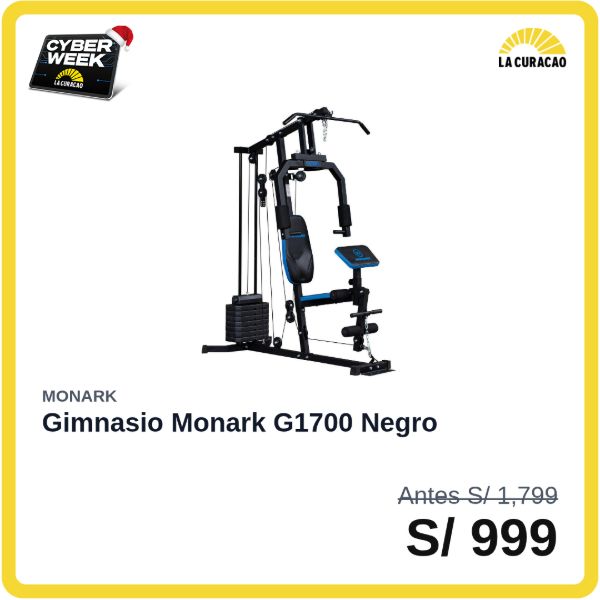 CYBER
WEEK
LA CURACAO
LA CURACAO
MONARK
Gimnasio Monark G1700 Negro
Antes S/ 1,799
S/ 999